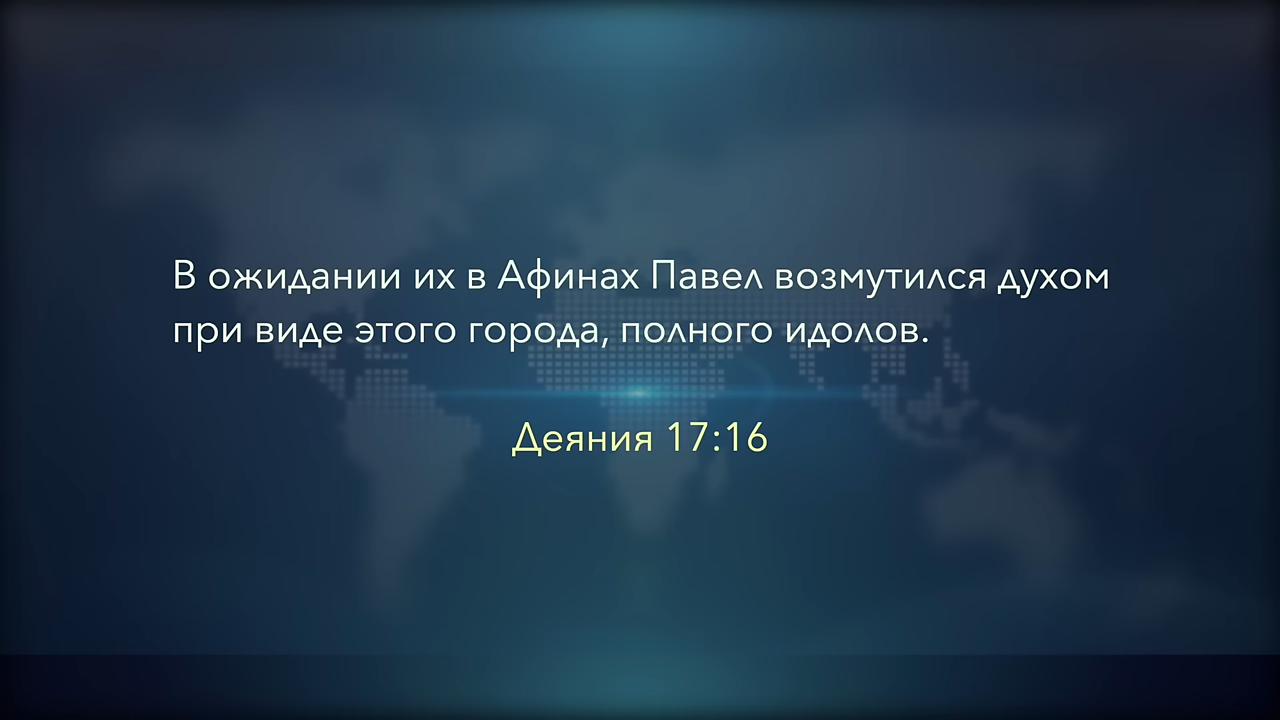 В ожидании их в Афинах Павел возмутился духом
при виде этого города, полного идолов.
Деяния 17:16